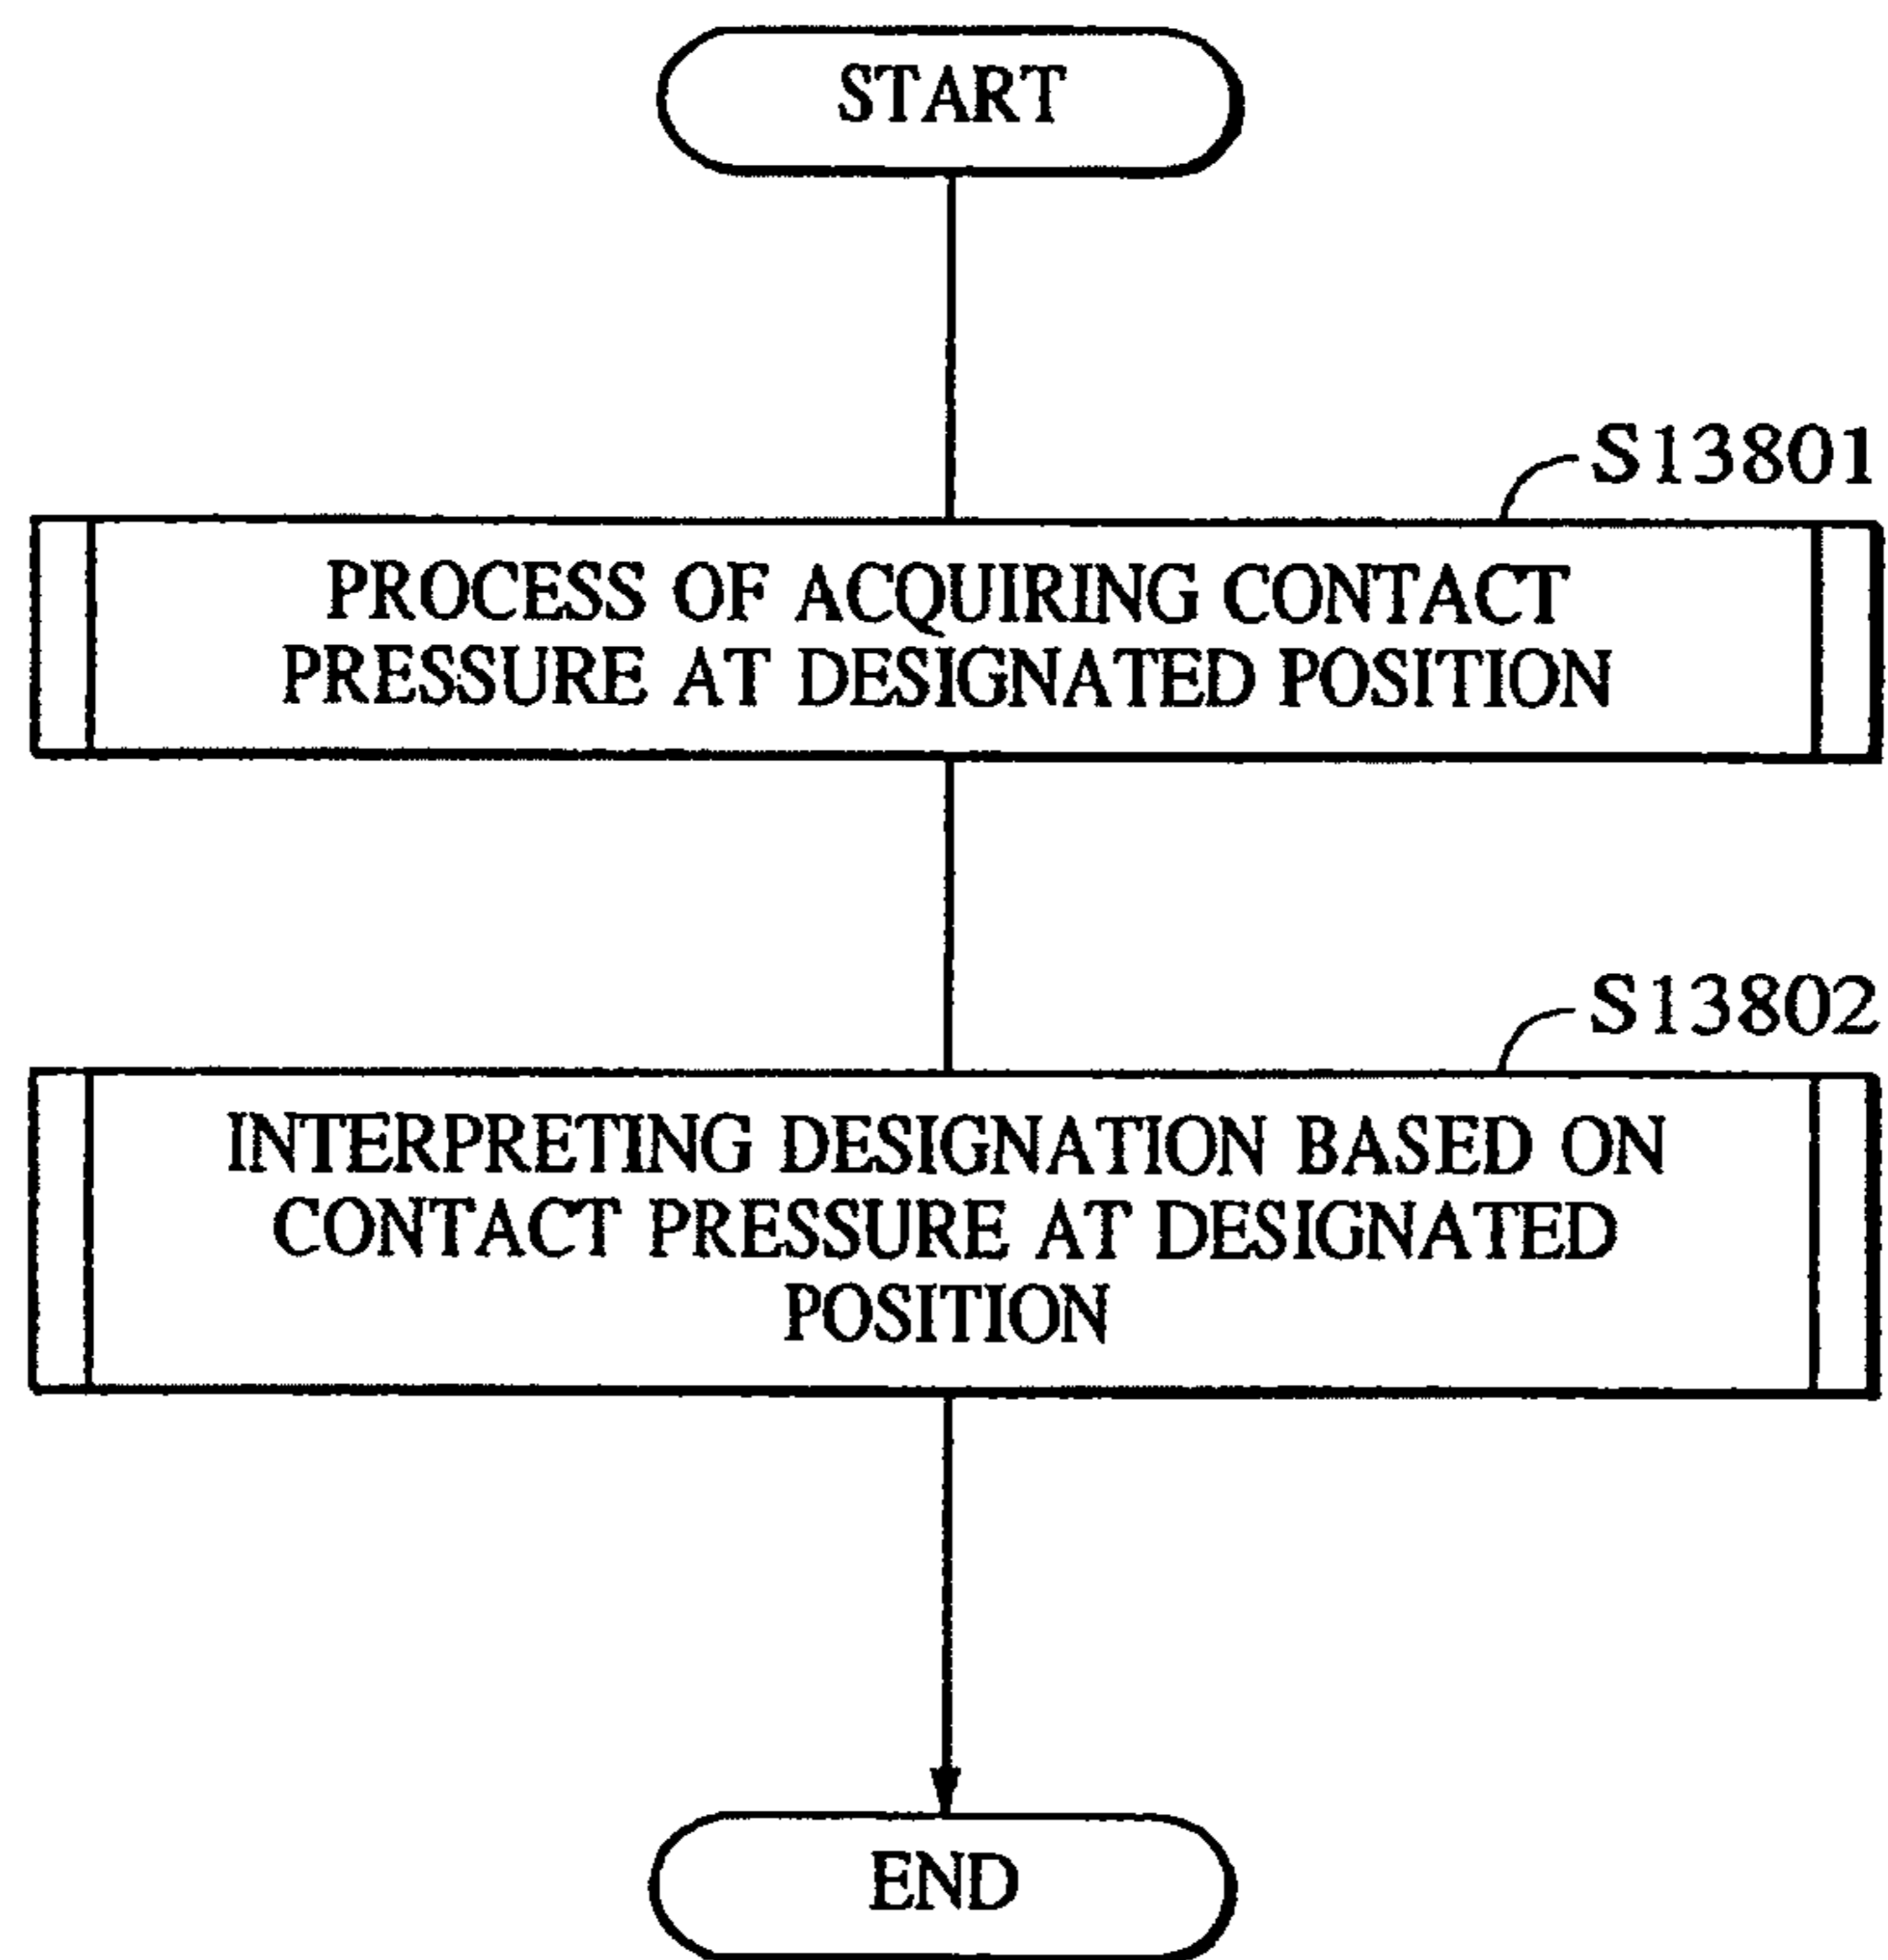 START
S13801
PROCESS OF ACQUIRING CONTACT
PRESSURE AT DESIGNATED POSITION
S13802
INTERPRETING DESIGNATION BASED ON
CONTACT PRESSURE AT DESIGNATED
POSITION
END